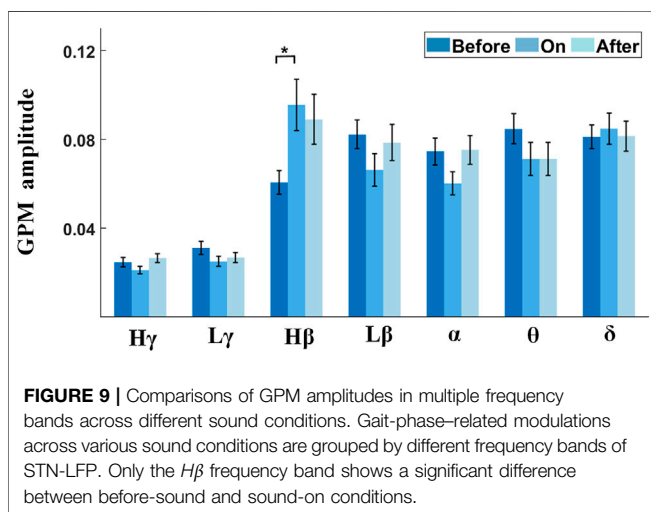 0.12
Before On After
*
GPM amplitude
0.08
0.04
Hγ Lγ Hβ Lβ α θ δ
FIGURE 9 | Comparisons of GPM amplitudes in multiple frequency
bands across different sound conditions. Gait-phase–related modulations
across various sound conditions are grouped by different frequency bands of
STN-LFP. Only the Hβ frequency band shows a significant difference
between before-sound and sound-on conditions.